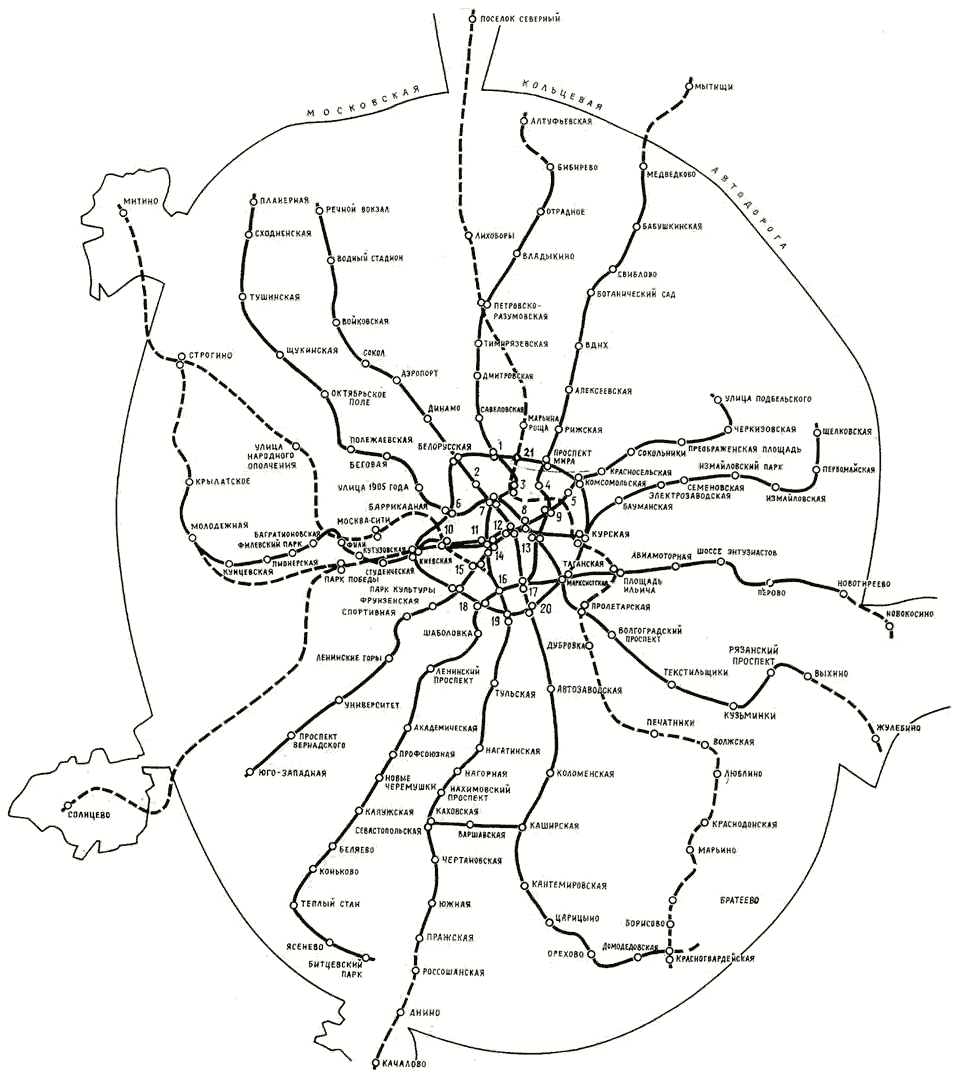 ПОСЕЛОК СЕВЕРНЫЙ
МОСКОВСКАЯ
КОЛЬЦЕВАЯ
АВТОДОРОГА
МЫТИЩИ
АЛТУФЬЕВСКАЯ
БИБИРЕВО
МЕДВЕДКОВО
МИТИНО
ПЛАНЕРНАЯ
РЕЧНОЙ ВОКЗАЛ
ОТРАДНОЕ
БАБУШКИНСКАЯ
СХОДНЕНСКАЯ
ЛИХОБОРЫ
ВЛАДЫКИНО
ВОДНЫЙ СТАДИОН
СВИБЛОВО
ТУШИНСКАЯ
БОТАНИЧЕСКИЙ САД
ПЕТРОВСКО-
РАЗУМОВСКАЯ
ВОЙКОВСКАЯ
ТИМИРЯЗЕВСКАЯ
ВДНХ
СТРОГИНО
ЩУКИНСКАЯ
СОКОЛ
АЭРОПОРТ
ДМИТРОВСКАЯ
АЛЕКСЕЕВСКАЯ
ОКТЯБРЬСКОЕ
ПОЛЕ
УЛИЦА ПОДБЕЛЬСКОГО
ДИНАМО
САВЕЛОВСКАЯ
МАРЬИНА
РОЩА
РИЖСКАЯ
ЧЕРКИЗОВСКАЯ
ЩЕЛКОВСКАЯ
ПОЛЕЖАЕВСКАЯ
БЕЛОРУССКАЯ
УЛИЦА
НАРОДНОГО
ОПОЛЧЕНИЯ
БЕГОВАЯ
1
21
ПРОСПЕКТ
МИРА
СОКОЛЬНИКИ
ПРЕОБРАЖЕНСКАЯ ПЛОЩАДЬ
КРАСНОСЕЛЬСКАЯ
ИЗМАЙЛОВСКИЙ ПАРК
ПЕРВОМАЙСКАЯ
КРЫЛАТСКОЕ
УЛИЦА 1905 ГОДА
2
3
4
КОМСОМОЛЬСКАЯ
5
СЕМЕНОВСКАЯ
ЭЛЕКТРОЗАВОДСКАЯ
ИЗМАЙЛОВСКАЯ
БАРРИКАДНАЯ
6
7
8
9
БАУМАНСКАЯ
МОЛОДЕЖНАЯ
МОСКВА-СИТИ
БАГРАТИОНОВСКАЯ
ФИЛЕВСКИЙ ПАРК
ФИЛИ
КУТУЗОВСКАЯ
10
11
12
13
КУРСКАЯ
КУНЦЕВСКАЯ
ПИОНЕРСКАЯ
СТУДЕНЧЕСКАЯ
КИЕВСКАЯ
14
15
ТАГАНСКАЯ
АВИАМОТОРНАЯ
ШОССЕ ЭНТУЗИАСТОВ
ПАРК ПОБЕДЫ
МАРКСИСТСКАЯ
ПЛОЩАДЬ
ИЛЬИЧА
ПЕРОВО
НОВОГИРЕЕВО
ПАРК КУЛЬТУРЫ
16
17
ФРУНЗЕНСКАЯ
18
19
20
СПОРТИВНАЯ
ПРОЛЕТАРСКАЯ
НОВОКОСИНО
ШАБОЛОВКА
ВОЛГОГРАДСКИЙ
ПРОСПЕКТ
ДУБРОВКА
ЛЕНИНСКИЕ ГОРЫ
ЛЕНИНСКИЙ
ПРОСПЕКТ
РЯЗАНСКИЙ
ПРОСПЕКТ
ТЕКСТИЛЬЩИКИ
ВЫХИНО
ТУЛЬСКАЯ
АВТОЗАВОДСКАЯ
УНИВЕРСИТЕТ
КУЗЬМИНКИ
АКАДЕМИЧЕСКАЯ
ПЕЧАТНИКИ
ЖУЛЕБИНО
ПРОСПЕКТ
ВЕРНАДСКОГО
НАГАТИНСКАЯ
ВОЛЖСКАЯ
ПРОФСОЮЗНАЯ
ЮГО-ЗАПАДНАЯ
НАГОРНАЯ
КОЛОМЕНСКАЯ
ЛЮБЛИНО
НОВЫЕ
ЧЕРЕМУШКИ
НАХИМОВСКИЙ
ПРОСПЕКТ
СОЛНЦЕВО
КАЛУЖСКАЯ
КАХОВСКАЯ
СЕВАСТОПОЛЬСКАЯ
ВАРШАВСКАЯ
КАШИРСКАЯ
КРАСНОДОНСКАЯ
БЕЛЯЕВО
МАРЬИНО
ЧЕРТАНОВСКАЯ
КОНЬКОВО
КАНТЕМИРОВСКАЯ
ТЕПЛЫЙ СТАН
ЮЖНАЯ
БРАТЕЕВО
ЦАРИЦЫНО
БОРИСОВО
ЯСЕНЕВО
ПРАЖСКАЯ
ДОМОДЕДОВСКАЯ
ОРЕХОВО
КРАСНОГВАРДЕЙСКАЯ
БИТЦЕВСКИЙ
ПАРК
РОССОШАНСКАЯ
АНИНО
КАЧАЛОВО